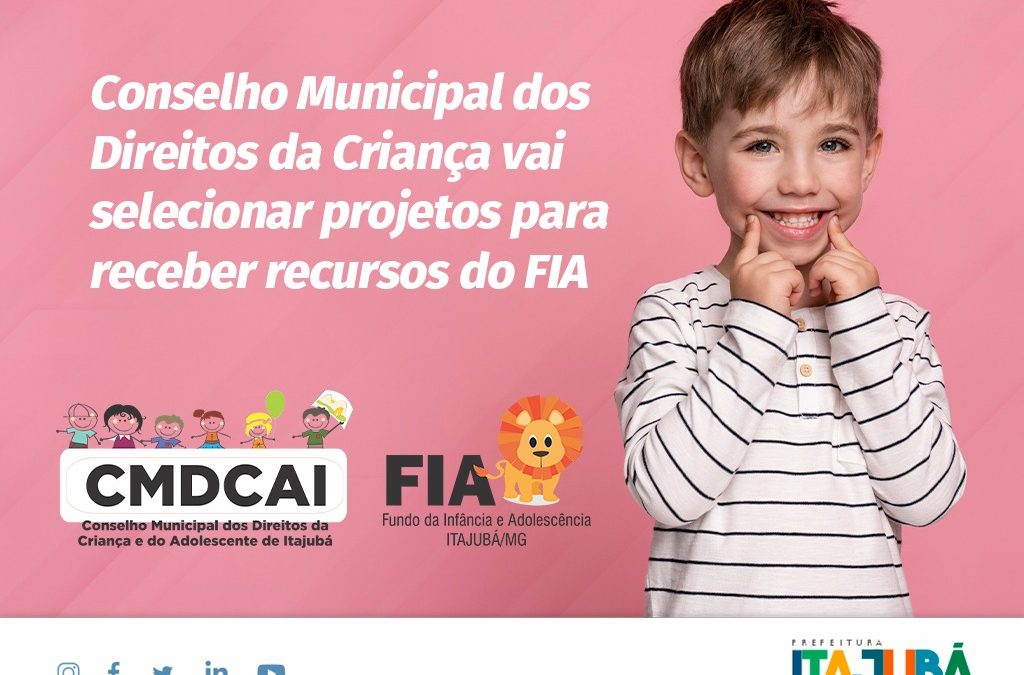 Conselho Municipal dos
Direitos da Criança vai
selecionar projetos para
receber recursos do FIA
CMDCAI
Conselho Municipal dos Direitos da
Criança e do Adolescente de Itajubá
FIA
Fundo da Infância e Adolescência
ITAJUBÁ/MG
PREFEITURA
ITAJUBÁ